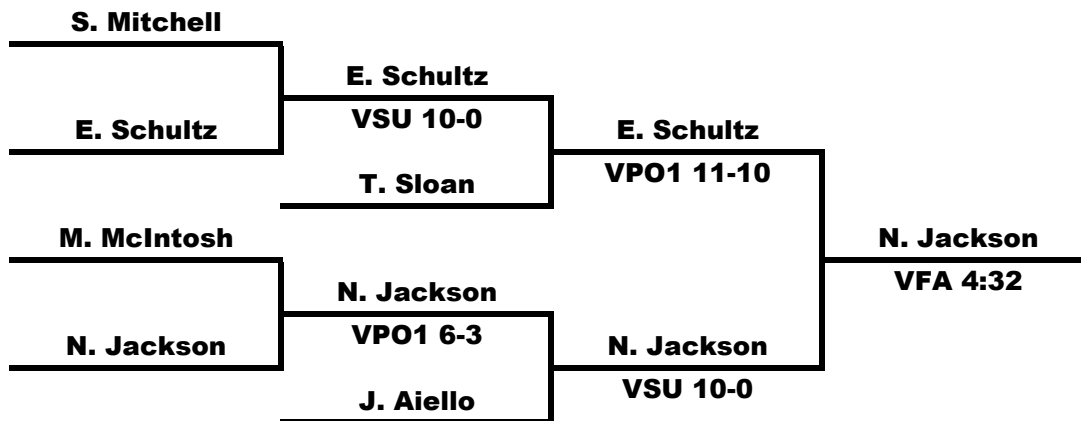 S. Mitchell
E. Schultz
VSU 10-0
E. Schultz
E. Schultz
VPO1 11-10
T. Sloan
M. McIntosh
N. Jackson
VFA 4:32
N. Jackson
VPO1 6-3
N. Jackson
N. Jackson
VSU 10-0
J. Aiello